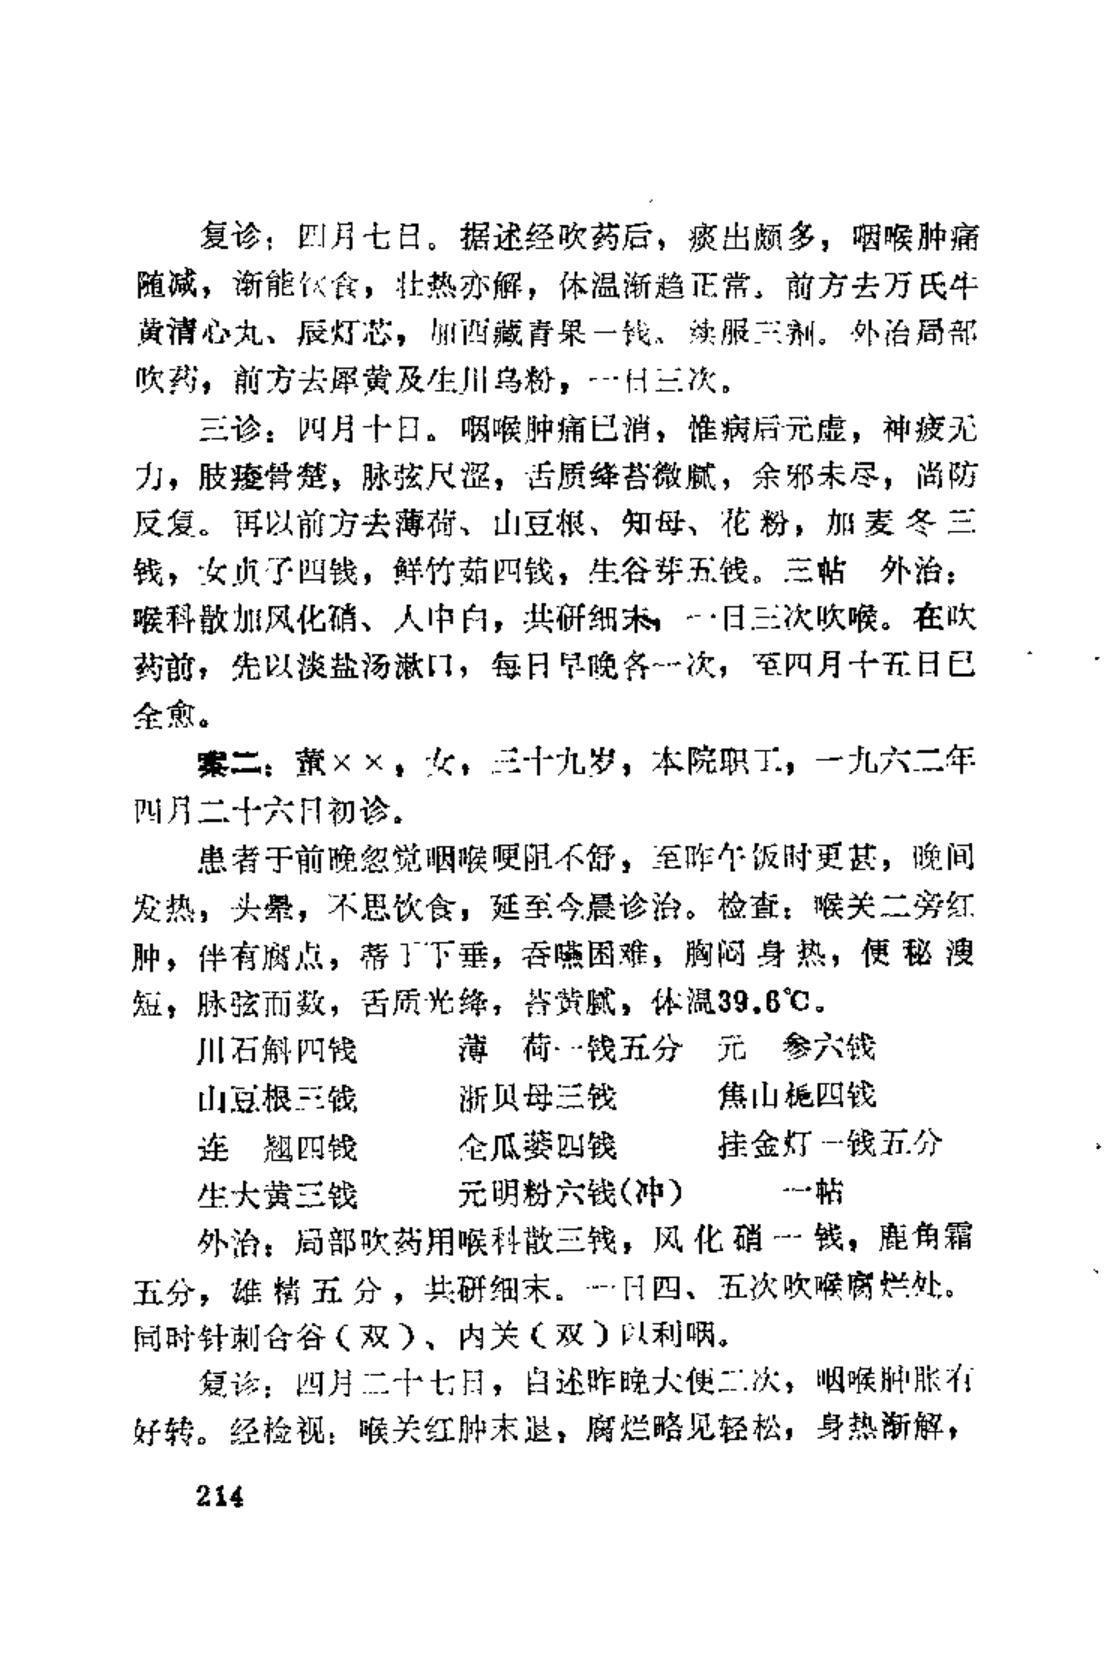 复诊：四月七日。据述经吹药后，痰出颇多，咽喉肿痛
随减，渐能饮食，壮热亦解，体温渐趋正常。前方去万氏牛
黄清心丸、辰灯芯，加西藏青果一钱、续服三剂。外治局部
吹药，前方去犀黄及生川乌粉，一日三次。
三诊：四月十日。咽喉肿痛已消，惟病后元虚，神疲无
力，肢痠骨楚，脉弦尺涩，舌质绛苔微腻，余邪未尽，尚防
反复。再以前方去薄荷、山豆根、知母、花粉，加麦冬三
钱，女贞子四钱，鲜竹茹四钱，生谷芽五钱。三帖 外治：
喉科散加风化硝、人中白，共研细末，一日三次吹喉。在吹
药前，先以淡盐汤漱口，每日早晚各一次，至四月十五日已
全愈。
案二：董××，女，三十九岁，本院职工，一九六二年
四月二十六日初诊。
患者于前晚忽觉咽喉哽阻不舒，至昨午饭时更甚，晚间
发热，头晕，不思饮食，延至今晨诊治。检查：喉关二旁红
肿，伴有腐点，蒂丁下垂，吞嚥困难，胸闷身热，便秘溲
短，脉弦而数，舌质光绛，苔黄腻，体温39.6℃。
川石斛四钱 薄 荷一钱五分 元 参六钱
山豆根三钱 浙贝母三钱 焦山栀四钱
连 翘四钱 全瓜蒌四钱 挂金灯一钱五分
生大黄三钱 元明粉六钱(冲) 一帖
外治：局部吹药用喉科散三钱，风化硝一钱，鹿角霜
五分，雄精五分，共研细末。一日四、五次吹喉腐烂处。
同时针刺合谷(双)、内关(双)以利咽。
复诊：四月二十七日，自述昨晚大便二次，咽喉肿胀有
好转。经检视：喉关红肿未退，腐烂略见轻松，身热渐解，
214